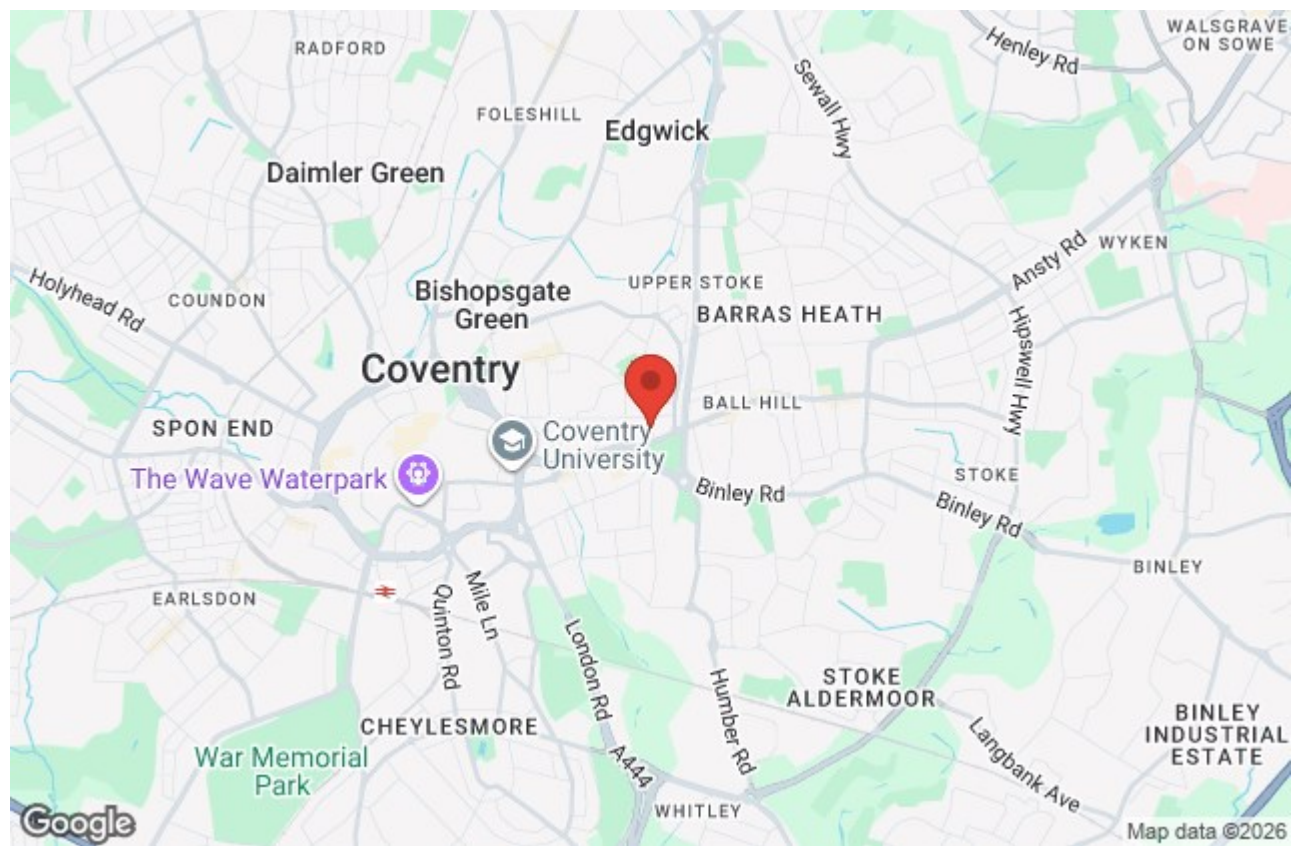 WALSGRAVE
ON SOWE
RADFORD
Henley Rd
Sewall Hwy
FOLESHILL
Edgwick
Daimler Green
WYKEN
Ansty Rd
Holyhead Rd
COUNDON
Bishopsgate
Green
UPPER STOKE
BARRAS HEATH
Hipswell Hwy
Coventry
BALL HILL
SPON END
Coventry
University
The Wave Waterpark
STOKE
Binley Rd
Binley Rd
BINLEY
EARLSDON
Quinton Rd
Mile Ln
London Rd
Humber Rd
STOKE
ALDERMOOR
CHEYLESMORE
BINLEY
INDUSTRIAL
ESTATE
War Memorial
Park
A444
Langbank Ave
WHITLEY
Google
Map data ©2026